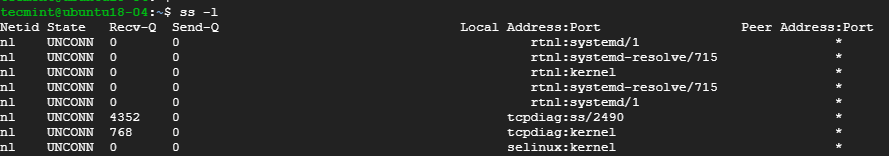 tecmint@ubuntu18-04:~$ ss -l
Netid State Recv-Q Send-Q Local Address:Port Peer Address:Port
nl UNCONN 0 0 rtnl:systemd/1 *
nl UNCONN 0 0 rtnl:systemd-resolve/715 *
nl UNCONN 0 0 rtnl:kernel *
nl UNCONN 0 0 rtnl:systemd-resolve/715 *
nl UNCONN 0 0 rtnl:systemd/1 *
nl UNCONN 4352 0 tcpdiag:ss/2490 *
nl UNCONN 768 0 tcpdiag:kernel *
nl UNCONN 0 0 selinux:kernel *